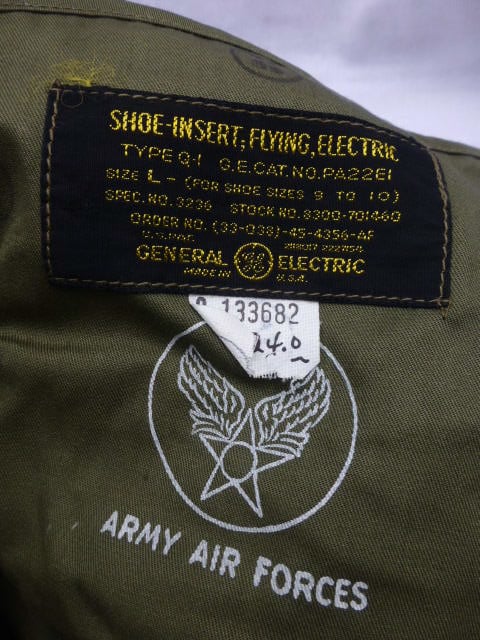 SHOE-INSERT, FLYING, ELECTRIC
TYPE Q-1 G.E. CAT. NO. PA22E1
SIZE L - (FOR SHOE SIZES 9 TO 10)
SPEC. NO. 3236 STOCK NO. 8300-701460
ORDER NO. (33-038)-45-4356-AF
GENERAL GE ELECTRIC
MADE IN U.S.A.
133682
24.0
ARMY AIR FORCES